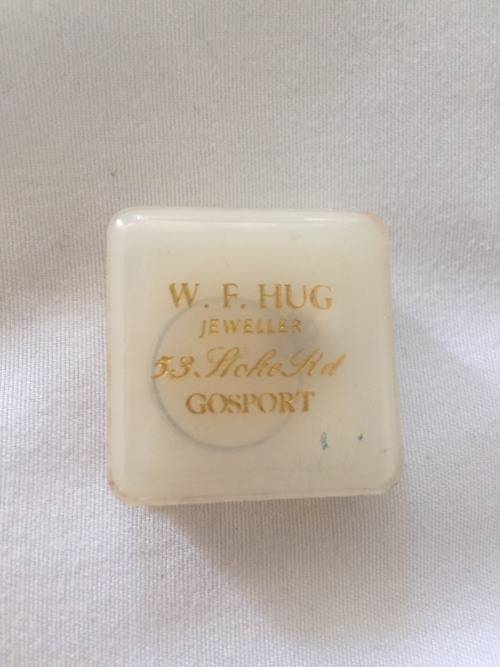 W. F. HUG
JEWELLER
53 Stoke Rd
GOSPORT